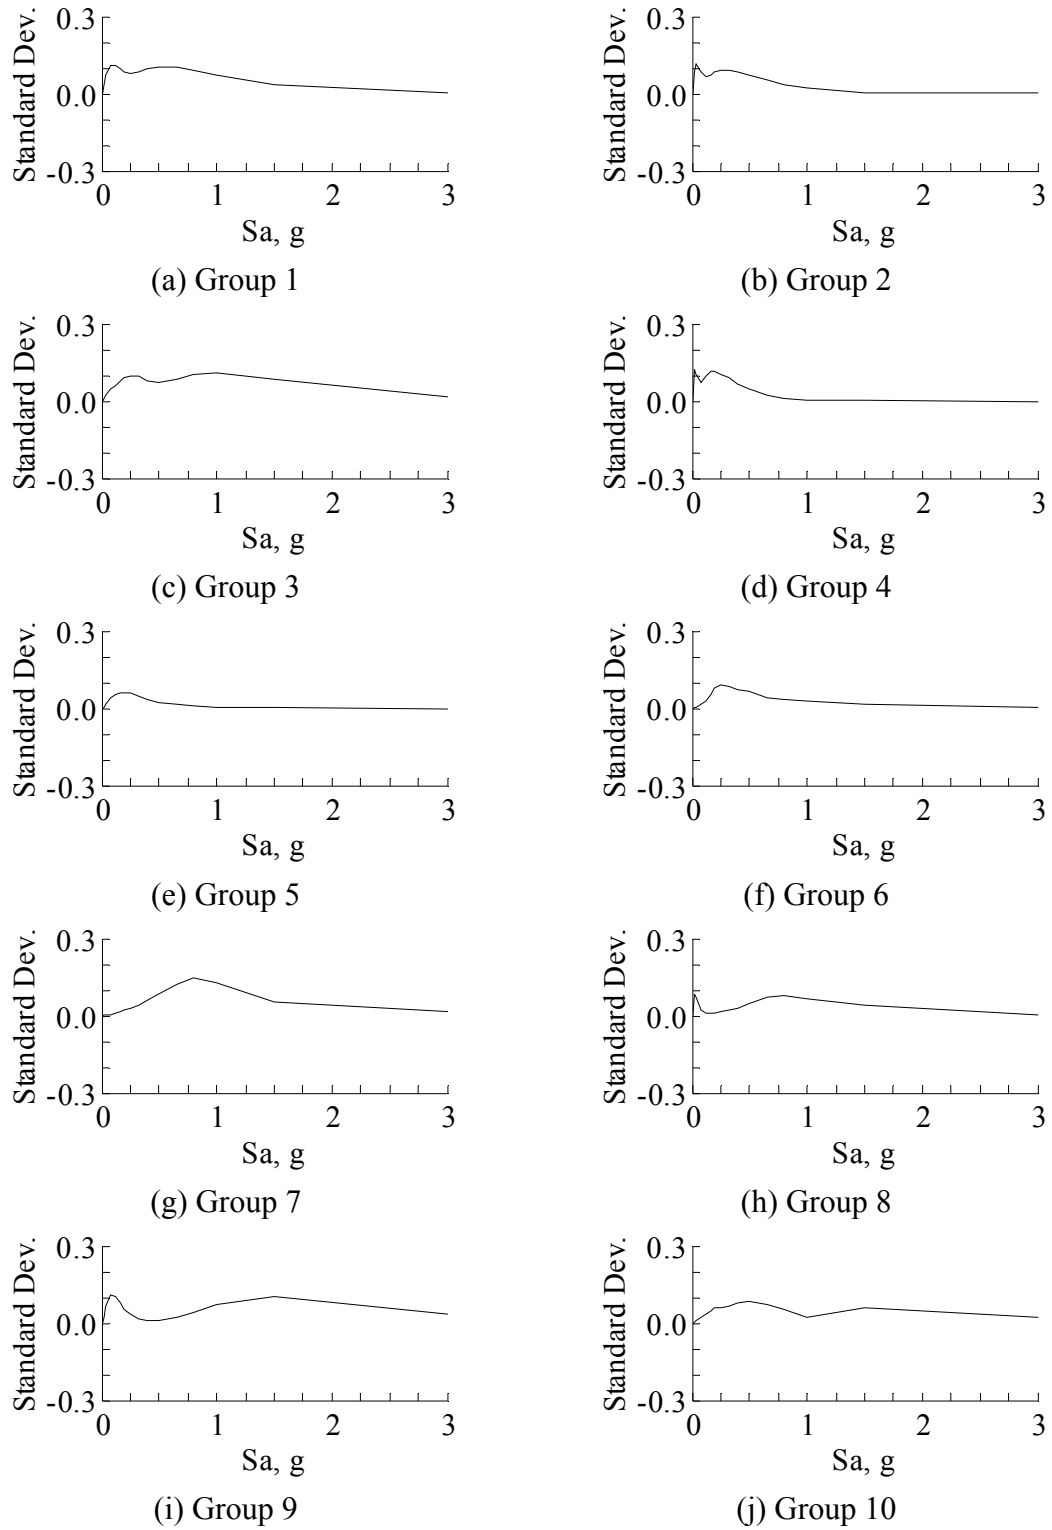 0.3
0.0
-0.3
Standard Dev.
0 1 2 3
Sa, g
(a) Group 1
0.3
0.0
-0.3
Standard Dev.
0 1 2 3
Sa, g
(b) Group 2
0.3
0.0
-0.3
Standard Dev.
0 1 2 3
Sa, g
(c) Group 3
0.3
0.0
-0.3
Standard Dev.
0 1 2 3
Sa, g
(d) Group 4
0.3
0.0
-0.3
Standard Dev.
0 1 2 3
Sa, g
(e) Group 5
0.3
0.0
-0.3
Standard Dev.
0 1 2 3
Sa, g
(f) Group 6
0.3
0.0
-0.3
Standard Dev.
0 1 2 3
Sa, g
(g) Group 7
0.3
0.0
-0.3
Standard Dev.
0 1 2 3
Sa, g
(h) Group 8
0.3
0.0
-0.3
Standard Dev.
0 1 2 3
Sa, g
(i) Group 9
0.3
0.0
-0.3
Standard Dev.
0 1 2 3
Sa, g
(j) Group 10